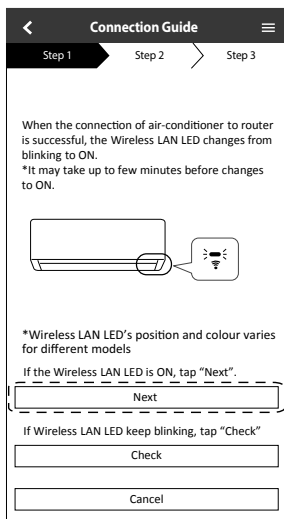 Connection Guide
Step 1
Step 2
Step 3
When the connection of air-conditioner to router
is successful, the Wireless LAN LED changes from
blinking to ON.
*It may take up to few minutes before changes
to ON.
*Wireless LAN LED's position and colour varies
for different models
If the Wireless LAN LED is ON, tap “Next”.
Next
If Wireless LAN LED keep blinking, tap “Check”
Check
Cancel